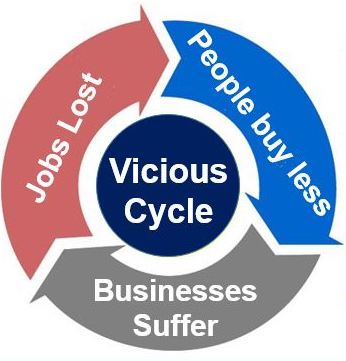 Vicious
Cycle
People buy less
Businesses
Suffer
Jobs Lost